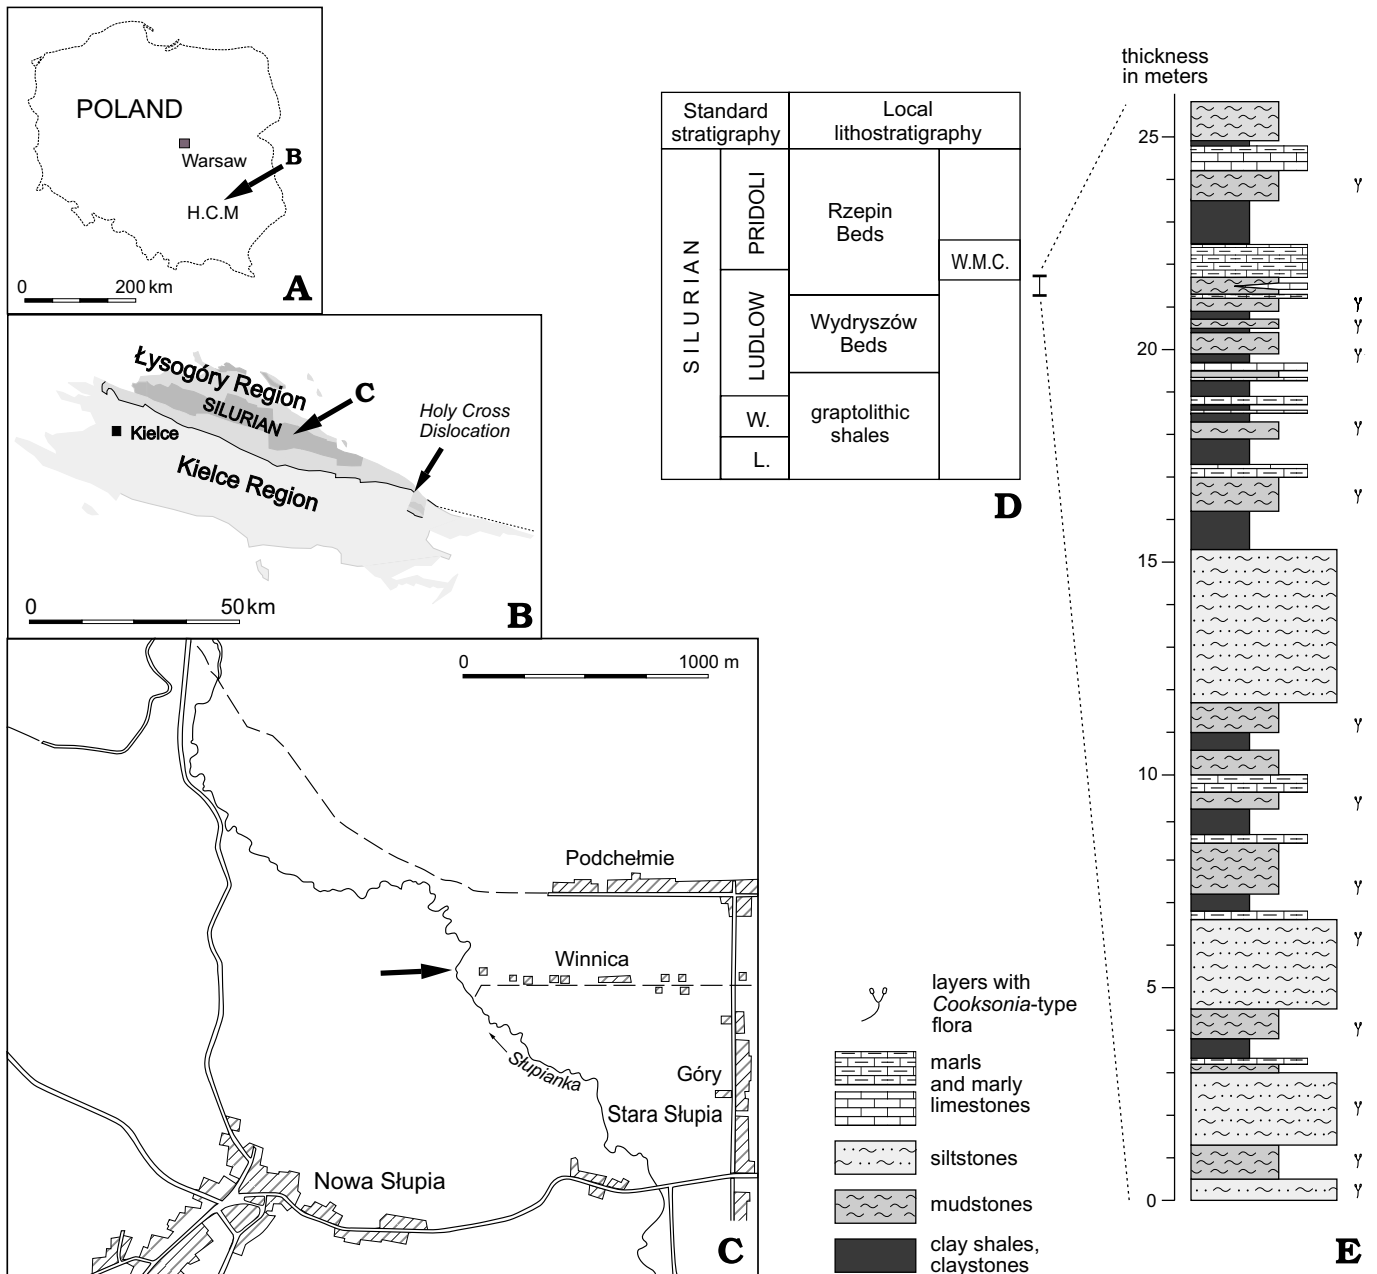 POLAND
Warsaw
B
H.C.M
0 200 km
A
Łysogóry Region
SILURIAN
C
Holy Cross
Dislocation
Kielce
Kielce Region
0 50 km
B
0 1000 m
Podchełmie
Winnica
Słupianka
Góry
Stara Słupia
Nowa Słupia
C
Standard
stratigraphy
Local
lithostratigraphy
SILURIAN
PRIDOLI
LUDLOW
W.
L.
Rzepin
Beds
Wydryszów
Beds
graptolithic
shales
W.M.C.
D
thickness
in meters
25
20
15
10
5
0
layers with
Cooksonia-type
flora
marls
and marly
limestones
siltstones
mudstones
clay shales,
claystones
E